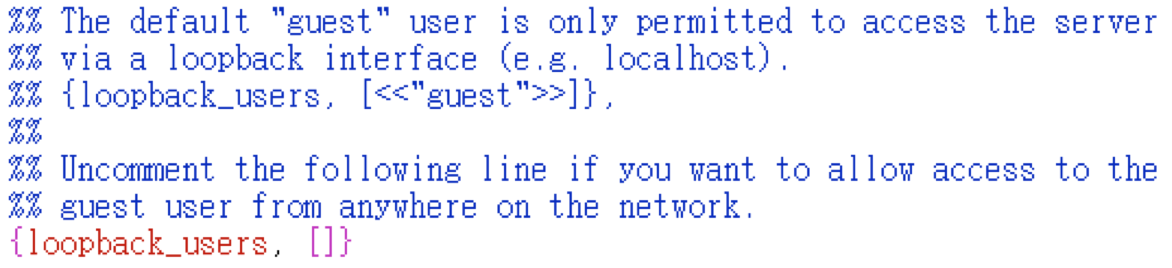 %% The default "guest" user is only permitted to access the server
%% via a loopback interface (e.g. localhost).
%% {loopback_users, [<<"guest">>]},
%%
%% Uncomment the following line if you want to allow access to the
%% guest user from anywhere on the network.
{loopback_users, []}